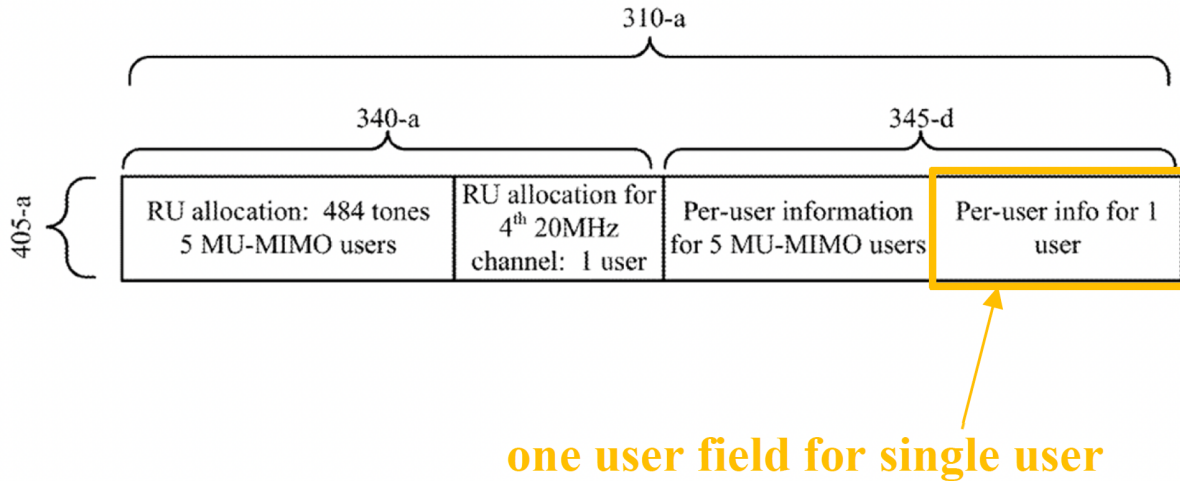 310-a
340-a
345-d
405-a
RU allocation: 484 tones
5 MU-MIMO users
RU allocation for
4th 20MHz
channel: 1 user
Per-user information
for 5 MU-MIMO users
Per-user info for 1
user
one user field for single user